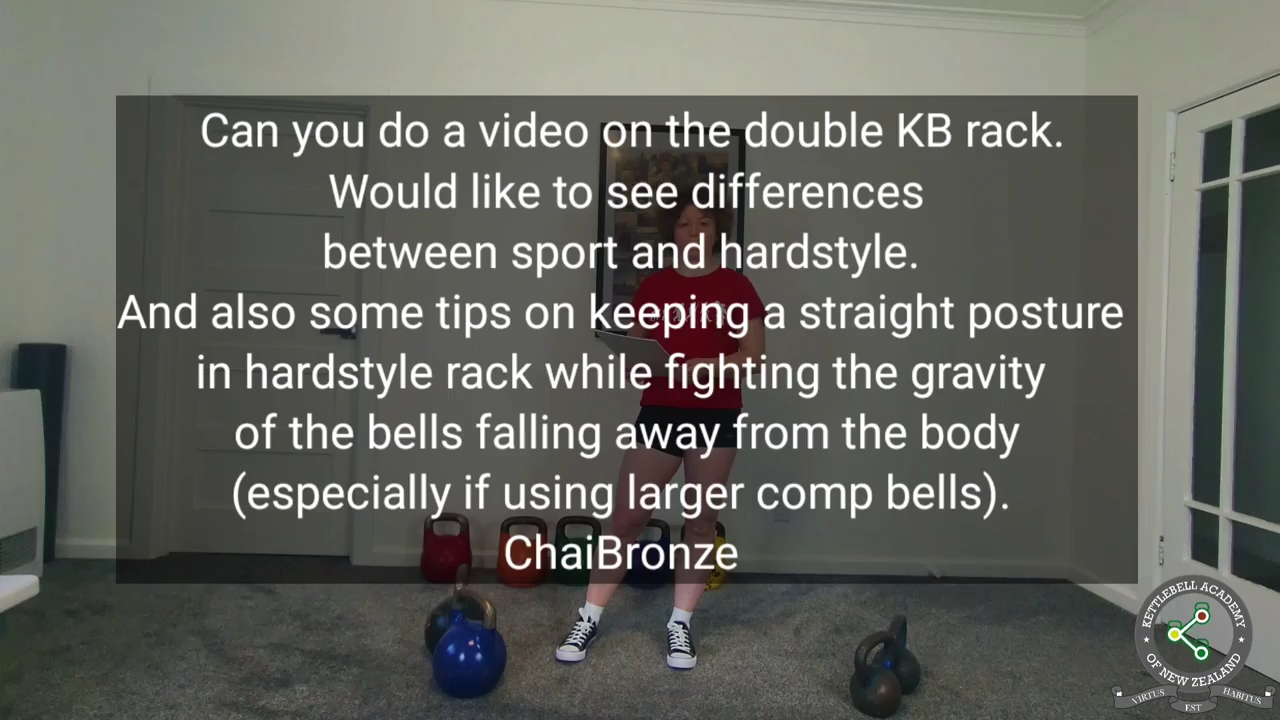 Can you do a video on the double KB rack.
Would like to see differences
between sport and hardstyle.
And also some tips on keeping a straight posture
in hardstyle rack while fighting the gravity
of the bells falling away from the body
(especially if using larger comp bells).
ChaiBronze
KETTLEBELL ACADEMY
OF NEW ZEALAND
VIRTUS EST HABITUS